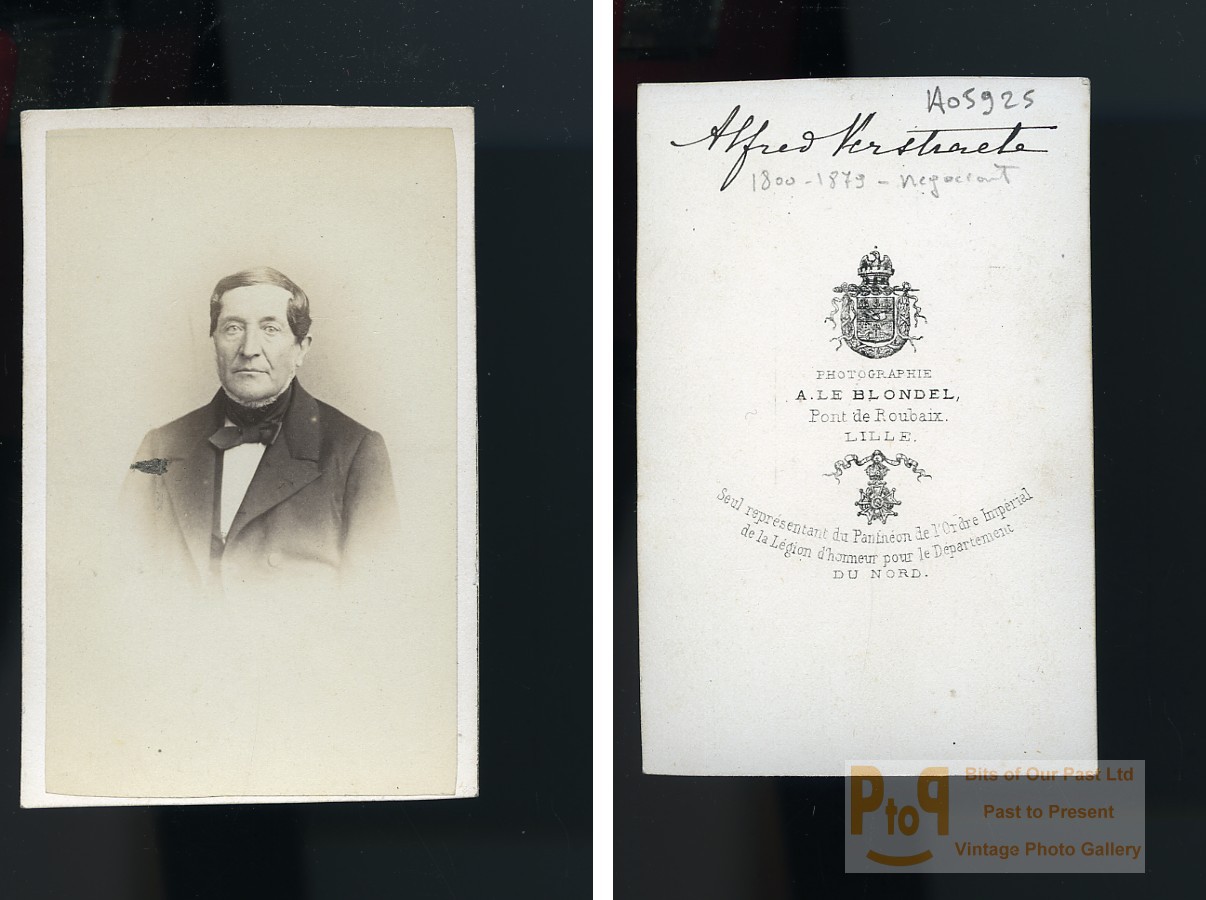 A05925
Alfred Verstraete
1800-1879 - négociant
PHOTOGRAPHIE
A. LE BLONDEL,
Pont de Roubaix.
LILLE.
Seul représentant du Panthéon de l'Ordre Impérial
de la Légion d'honneur pour le Département
DU NORD.
PtoP
Bits of Our Past Ltd
Past to Present
Vintage Photo Gallery